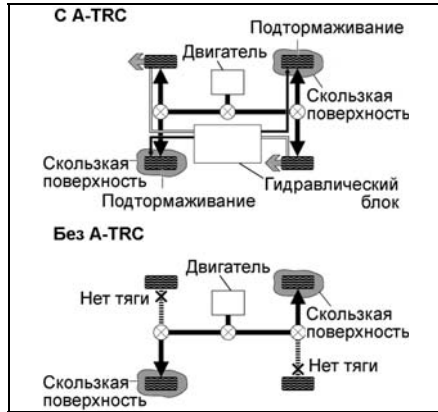 С A-TRC
Подтормаживание
Двигатель
Скользкая
поверхность
Скользкая
поверхность
Подтормаживание
Гидравлический
блок
Без A-TRC
Двигатель
Нет тяги
Скользкая
поверхность
Нет тяги
Скользкая
поверхность